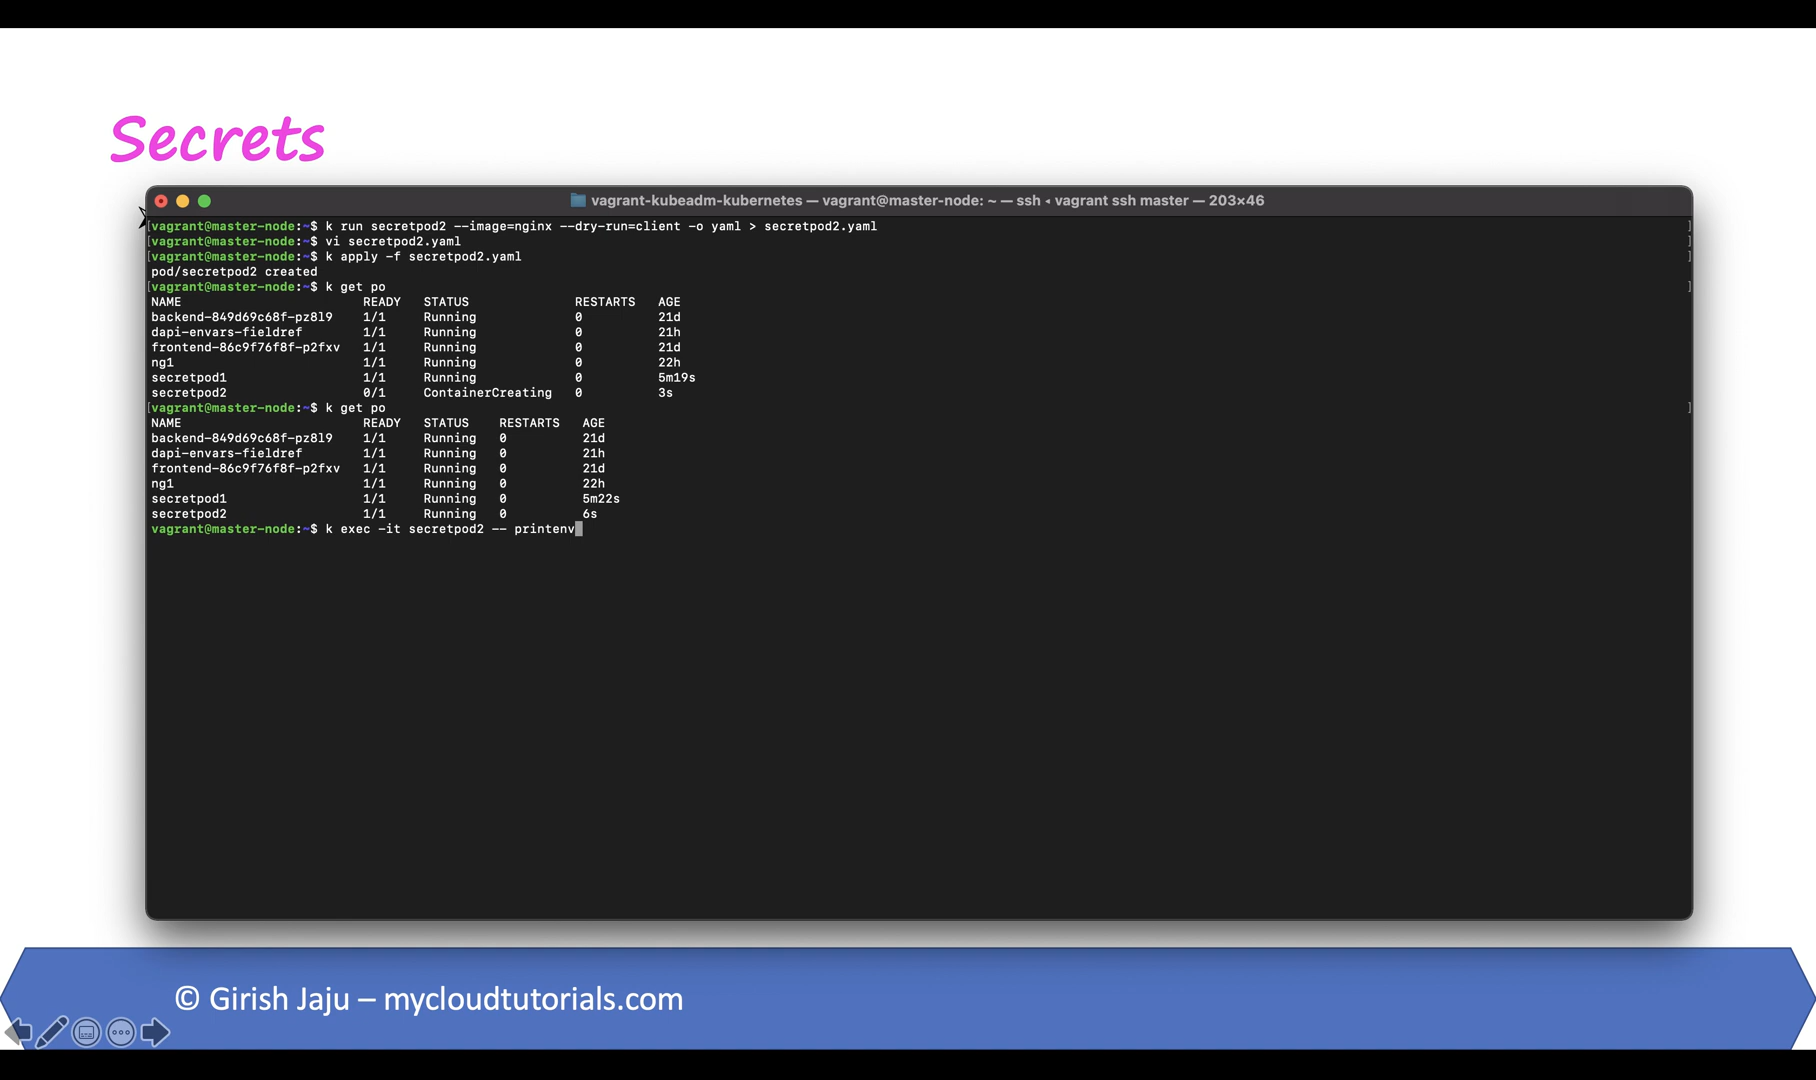 Secrets
vagrant-kubeadm-kubernetes — vagrant@master-node: ~ — ssh ◂ vagrant ssh master — 203×46
[vagrant@master-node:~$ k run secretpod2 --image=nginx --dry-run=client -o yaml > secretpod2.yaml ]
[vagrant@master-node:~$ vi secretpod2.yaml ]
[vagrant@master-node:~$ k apply -f secretpod2.yaml ]
pod/secretpod2 created
[vagrant@master-node:~$ k get po ]
NAME READY STATUS RESTARTS AGE
backend-849d69c68f-pz8l9 1/1 Running 0 21d
dapi-envars-fieldref 1/1 Running 0 21h
frontend-86c9f76f8f-p2fxv 1/1 Running 0 21d
ng1 1/1 Running 0 22h
secretpod1 1/1 Running 0 5m19s
secretpod2 0/1 ContainerCreating 0 3s
[vagrant@master-node:~$ k get po ]
NAME READY STATUS RESTARTS AGE
backend-849d69c68f-pz8l9 1/1 Running 0 21d
dapi-envars-fieldref 1/1 Running 0 21h
frontend-86c9f76f8f-p2fxv 1/1 Running 0 21d
ng1 1/1 Running 0 22h
secretpod1 1/1 Running 0 5m22s
secretpod2 1/1 Running 0 6s
vagrant@master-node:~$ k exec -it secretpod2 -- printenv
© Girish Jaju – mycloudtutorials.com